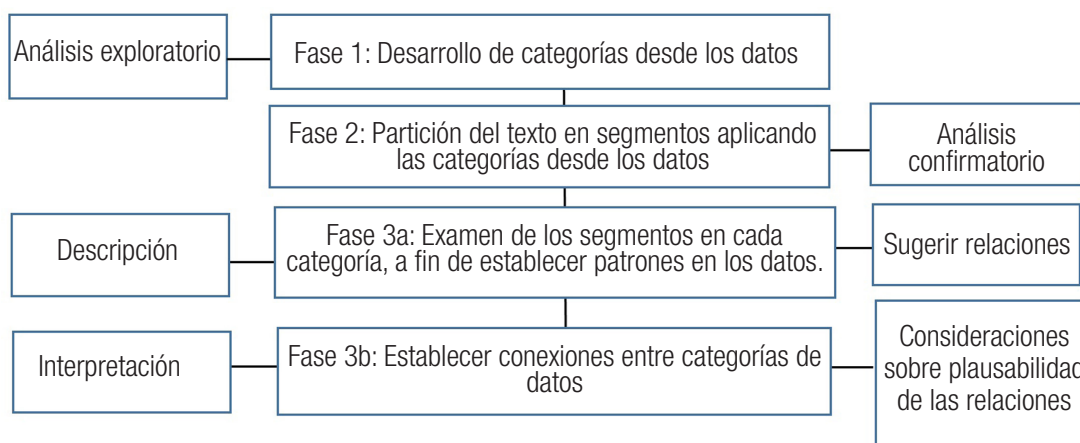 Análisis exploratorio
Fase 1: Desarrollo de categorías desde los datos
Fase 2: Partición del texto en segmentos aplicando
las categorías desde los datos
Análisis
confirmatorio
Descripción
Fase 3a: Examen de los segmentos en cada
categoría, a fin de establecer patrones en los datos.
Sugerir relaciones
Interpretación
Fase 3b: Establecer conexiones entre categorías de
datos
Consideraciones
sobre plausabilidad
de las relaciones